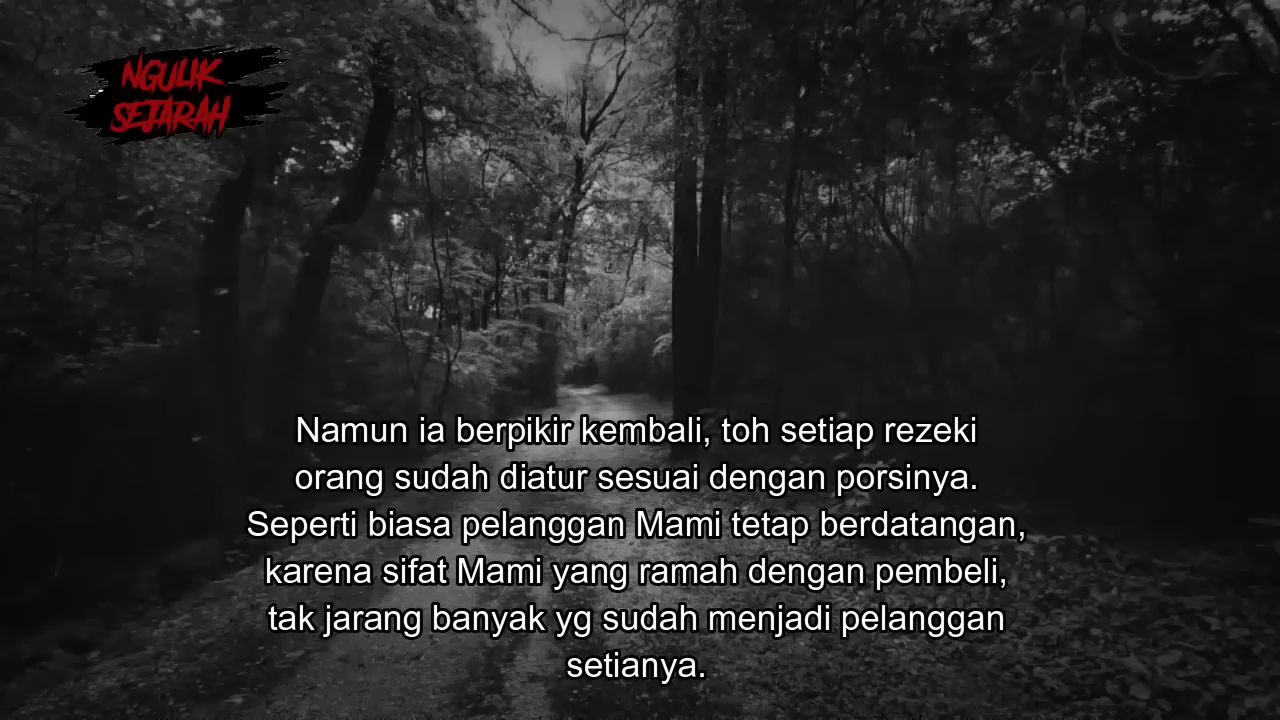 NGULIK
SEJARAH
Namun ia berpikir kembali, toh setiap rezeki
orang sudah diatur sesuai dengan porsinya.
Seperti biasa pelanggan Mami tetap berdatangan,
karena sifat Mami yang ramah dengan pembeli,
tak jarang banyak yg sudah menjadi pelanggan
setianya.